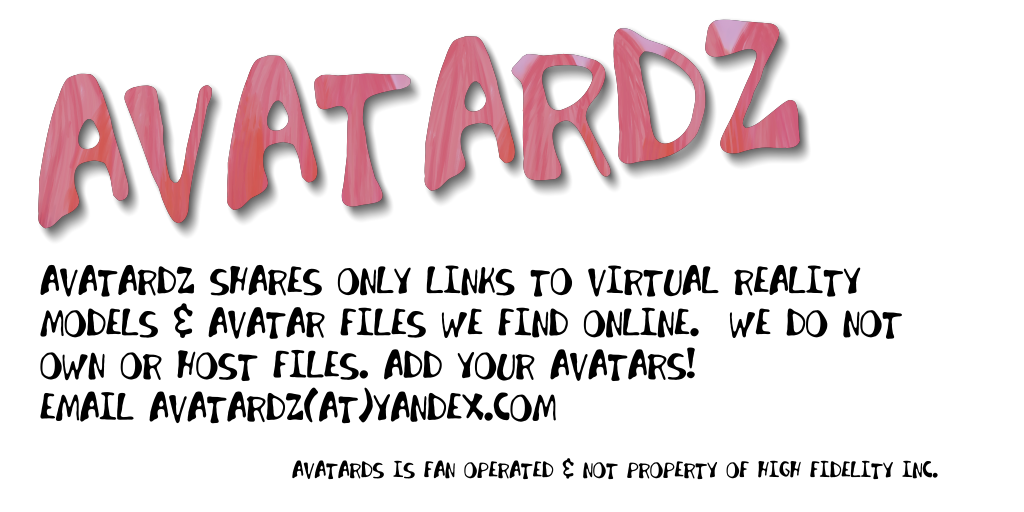 AVATARDZ
AVATARDZ SHARES ONLY LINKS TO VIRTUAL REALITY
MODELS & AVATAR FILES WE FIND ONLINE. WE DO NOT
OWN OR HOST FILES. ADD YOUR AVATARS!
EMAIL AVATARDZ(AT)YANDEX.COM
AVATARDS IS FAN OPERATED & NOT PROPERTY OF HIGH FIDELITY INC.